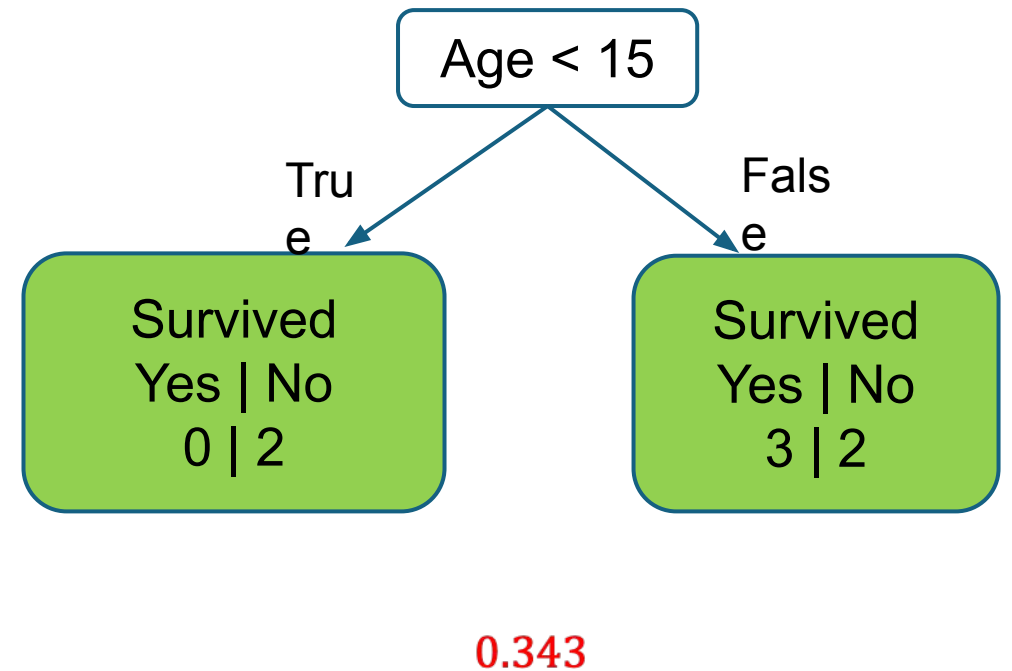 Age < 15
Tru
e
Fals
e
Survived
Yes | No
0 | 2
Survived
Yes | No
3 | 2
0.343